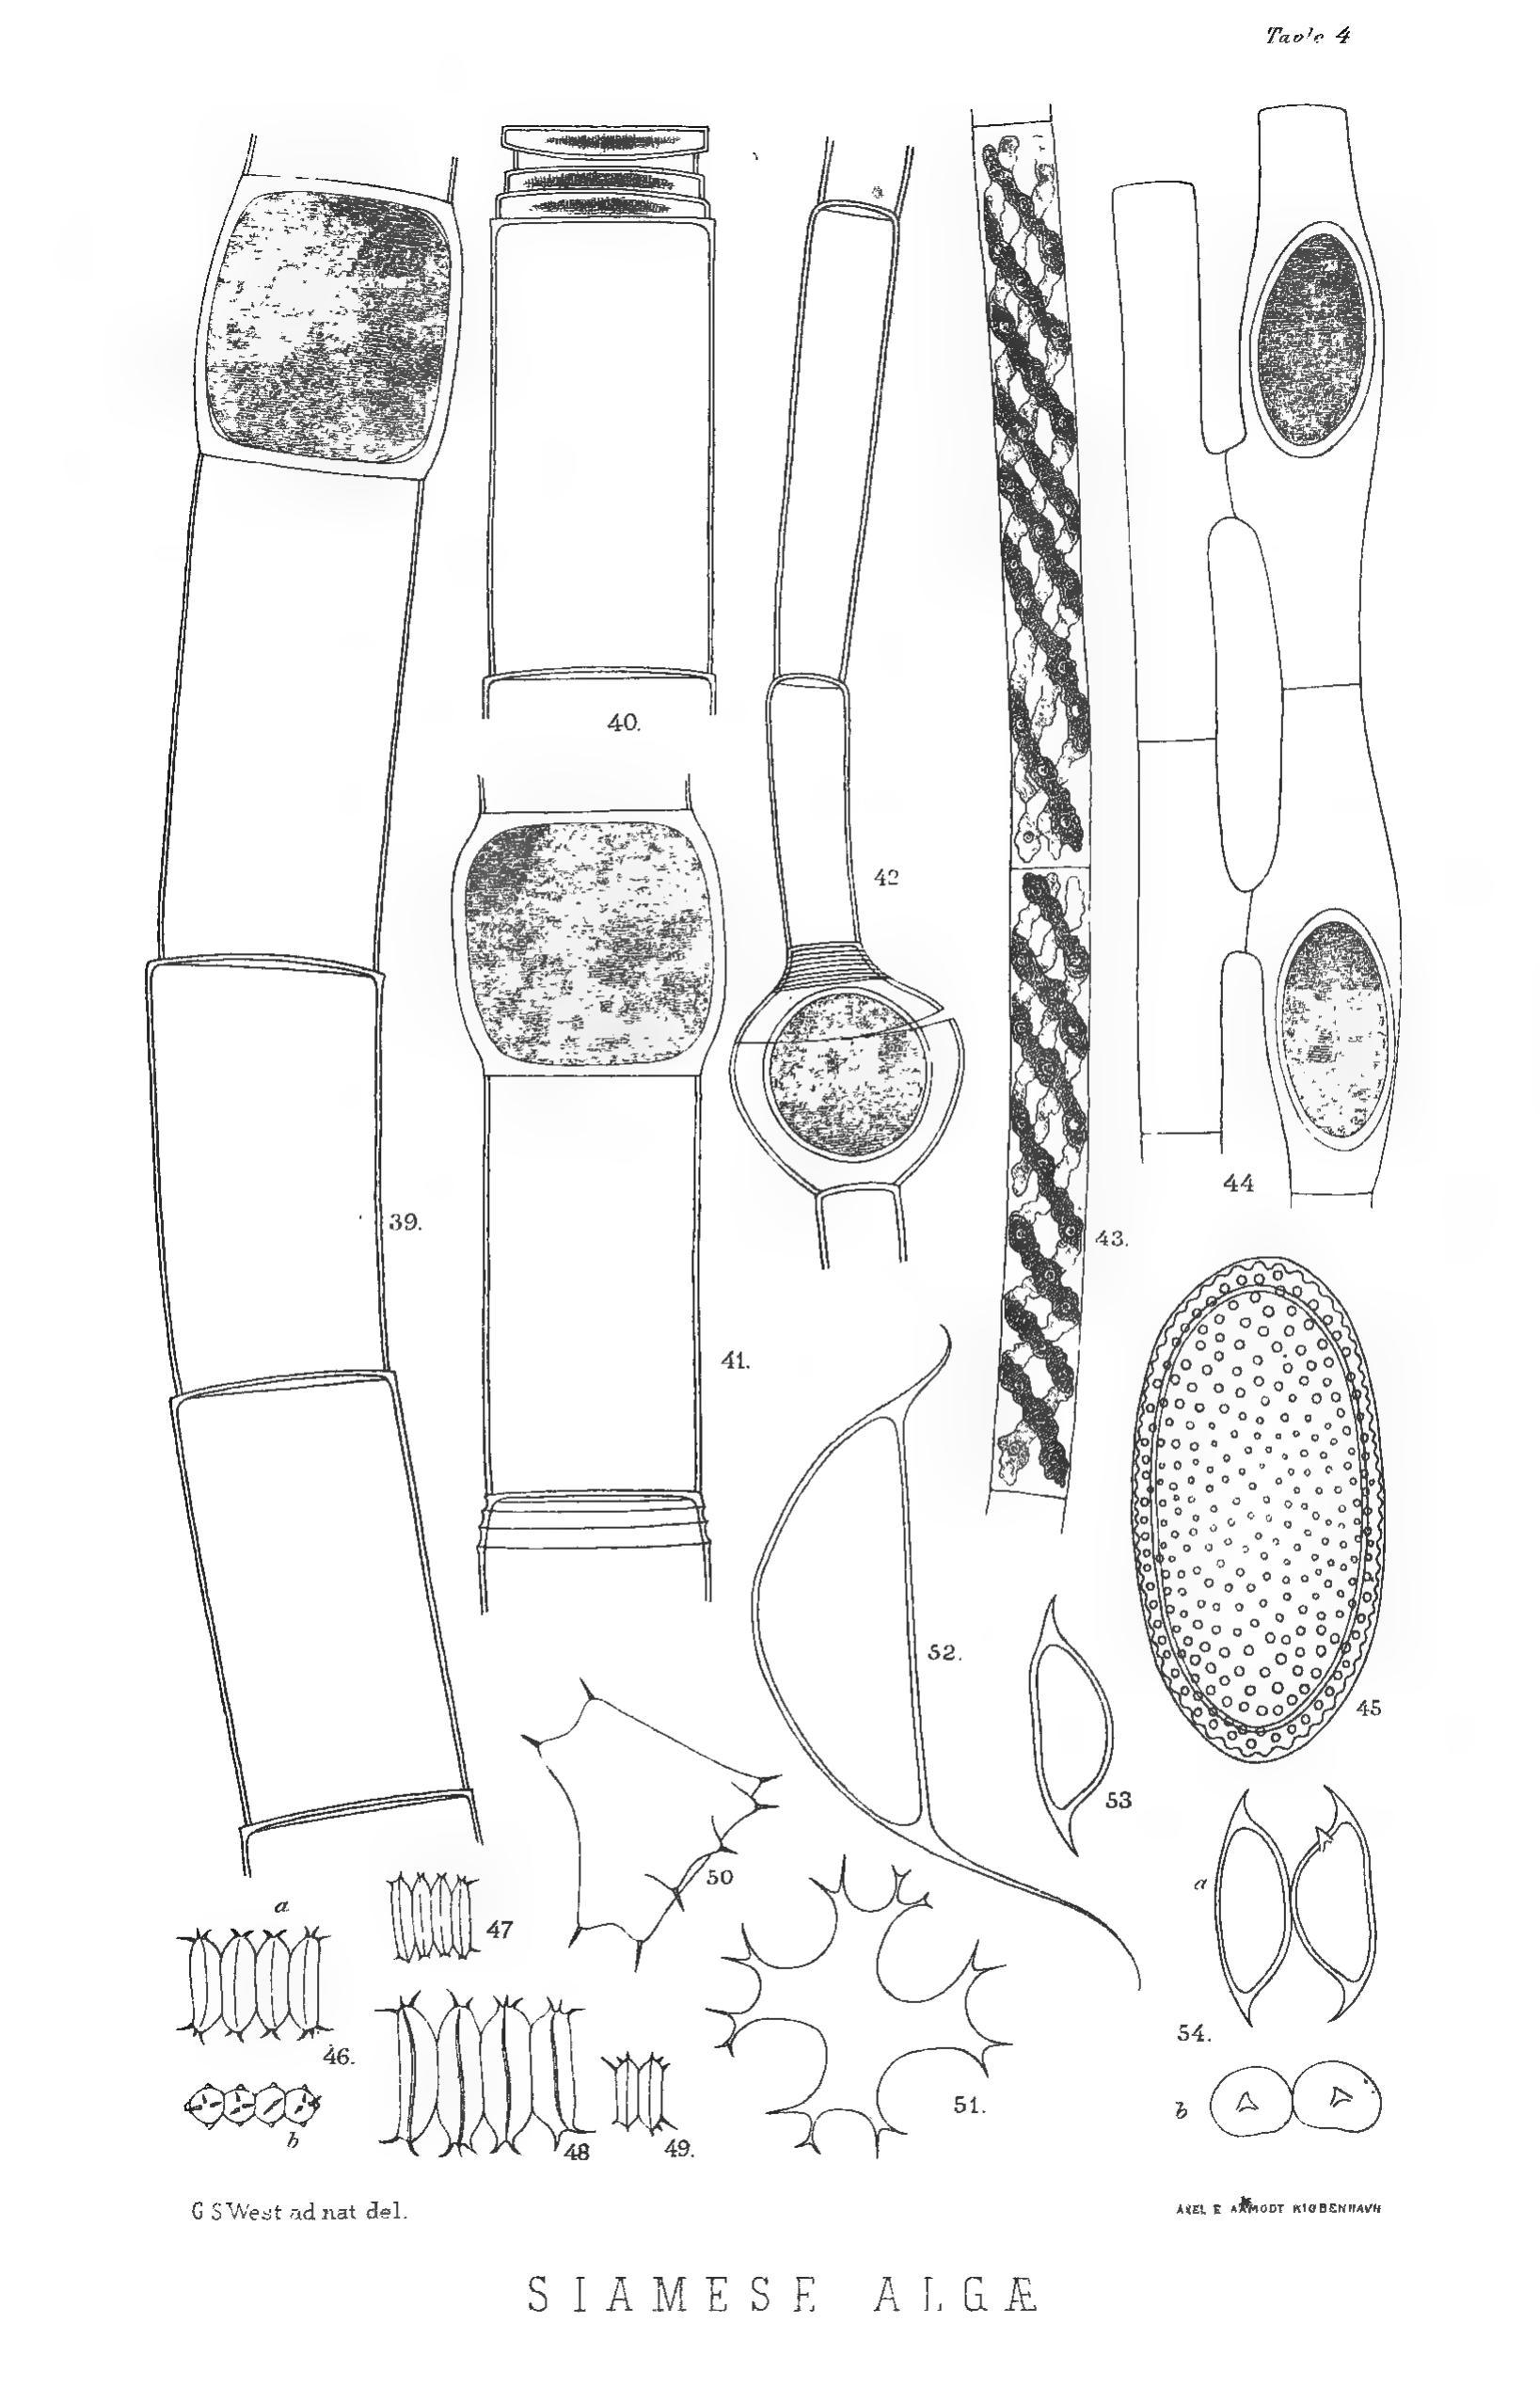 Table 4
40.
42
39.
44
43.
41.
52.
45
53
50
a
47
a
46.
54.
51.
b
b
48
49.
G S West ad nat del.
AXEL E AAMODT KIØBENHAVN
SIAMESE ALGÆ